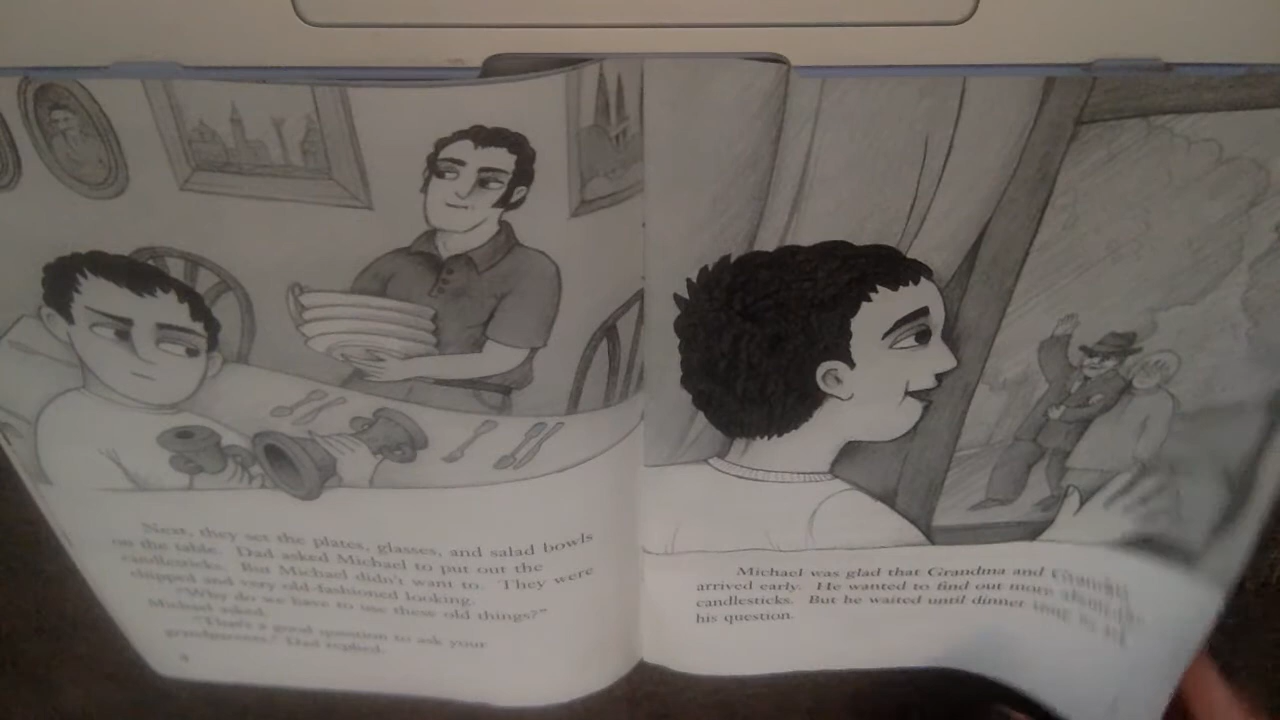 Next, they set the plates, glasses, and salad bowls
on the table. Dad asked Michael to put out the
candlesticks. But Michael didn't want to. They were
chipped and very old-fashioned looking.
"Why do we have to use these old things?"
Michael asked.
"That's a good question to ask your
grandparents," Dad replied.
Michael was glad that Grandma and
arrived early. He wanted to find out more about the
candlesticks. But he waited until dinner
his question.